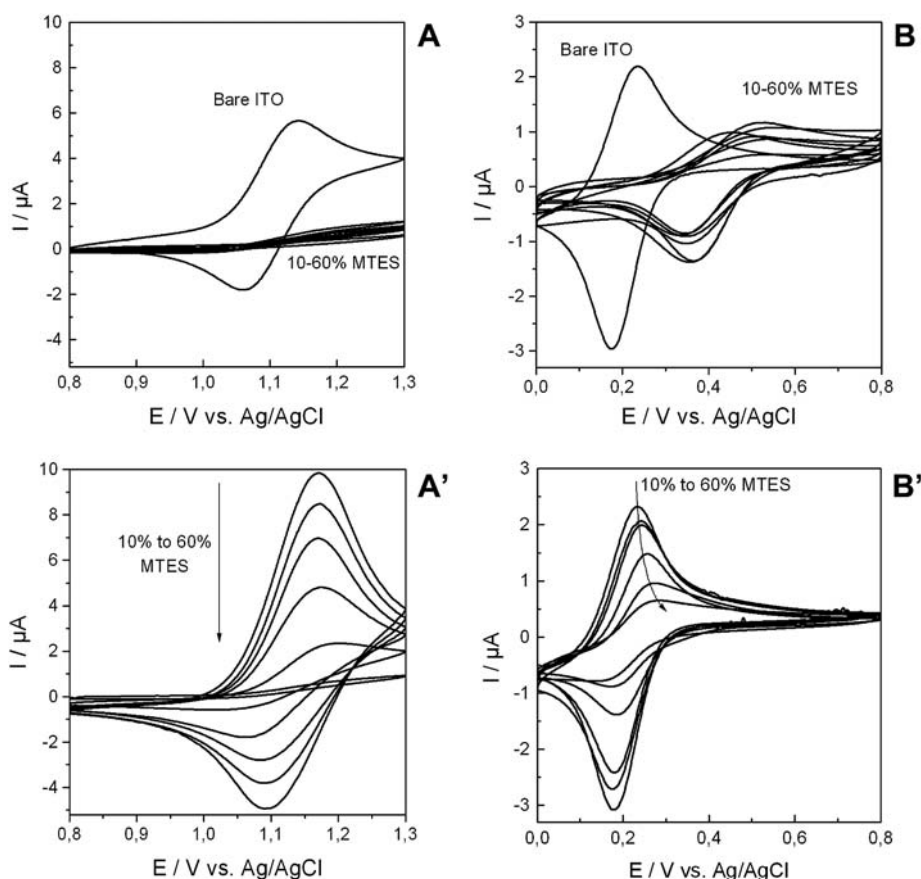 A
Bare ITO
10-60% MTES
I / µA
10
8
6
4
2
0
-2
-4
0,8 0,9 1,0 1,1 1,2 1,3
E / V vs. Ag/AgCl
B
Bare ITO
10-60% MTES
I / µA
3
2
1
0
-1
-2
-3
0,0 0,2 0,4 0,6 0,8
E / V vs. Ag/AgCl
A’
10% to 60%
MTES
I / µA
10
8
6
4
2
0
-2
-4
0,8 0,9 1,0 1,1 1,2 1,3
E / V vs. Ag/AgCl
B’
10% to 60% MTES
I / µA
3
2
1
0
-1
-2
-3
0,0 0,2 0,4 0,6 0,8
E / V vs. Ag/AgCl